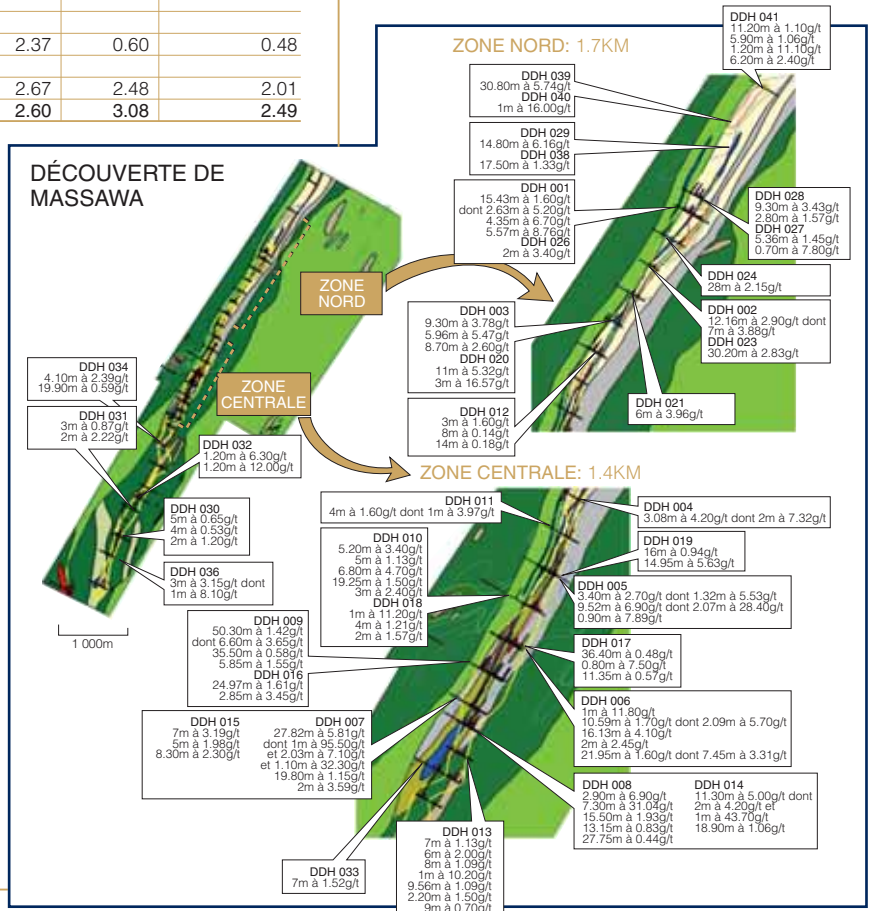 2.37 0.60 0.48
2.67 2.48 2.01
2.60 3.08 2.49
DÉCOUVERTE DE
MASSAWA
ZONE
NORD
ZONE
CENTRALE
DDH 034
4.10m à 2.39g/t
19.90m à 0.59g/t
DDH 031
3m à 0.87g/t
2m à 2.22g/t
DDH 032
1.20m à 6.30g/t
1.20m à 12.00g/t
DDH 030
5m à 0.65g/t
4m à 0.53g/t
2m à 1.20g/t
DDH 036
3m à 3.15g/t dont
1m à 8.10g/t
1 000m
ZONE NORD: 1.7KM
DDH 041
11.20m à 1.10g/t
5.90m à 1.06g/t
1.20m à 11.10g/t
6.20m à 2.40g/t
DDH 039
30.80m à 5.74g/t
DDH 040
1m à 16.00g/t
DDH 029
14.80m à 6.16g/t
DDH 038
17.50m à 1.33g/t
DDH 001
15.43m à 1.60g/t
dont 2.63m à 5.20g/t
4.35m à 6.70g/t
5.57m à 8.76g/t
DDH 026
2m à 3.40g/t
DDH 028
9.30m à 3.43g/t
2.80m à 1.57g/t
DDH 027
5.36m à 1.45g/t
0.70m à 7.80g/t
DDH 024
28m à 2.15g/t
DDH 003
9.30m à 3.78g/t
5.96m à 5.47g/t
8.70m à 2.60g/t
DDH 020
11m à 5.32g/t
3m à 16.57g/t
DDH 002
12.16m à 2.90g/t dont
7m à 3.88g/t
DDH 023
30.20m à 2.83g/t
DDH 021
6m à 3.96g/t
DDH 012
3m à 1.60g/t
8m à 0.14g/t
14m à 0.18g/t
ZONE CENTRALE: 1.4KM
DDH 011
4m à 1.60g/t dont 1m à 3.97g/t
DDH 004
3.08m à 4.20g/t dont 2m à 7.32g/t
DDH 010
5.20m à 3.40g/t
5m à 1.13g/t
6.80m à 4.70g/t
19.25m à 1.50g/t
3m à 2.40g/t
DDH 018
1m à 11.20g/t
4m à 1.21g/t
2m à 1.57g/t
DDH 019
16m à 0.94g/t
14.95m à 5.63g/t
DDH 005
3.40m à 2.70g/t dont 1.32m à 5.53g/t
9.52m à 6.90g/t dont 2.07m à 28.40g/t
0.90m à 7.89g/t
DDH 009
50.30m à 1.42g/t
dont 6.60m à 3.65g/t
35.50m à 0.58g/t
5.85m à 1.55g/t
DDH 016
24.97m à 1.61g/t
2.85m à 3.45g/t
DDH 017
36.40m à 0.48g/t
0.80m à 7.50g/t
11.35m à 0.57g/t
DDH 006
1m à 11.80g/t
10.59m à 1.70g/t dont 2.09m à 5.70g/t
16.13m à 4.10g/t
2m à 2.45g/t
21.95m à 1.60g/t dont 7.45m à 3.31g/t
DDH 015
7m à 3.19g/t
5m à 1.98g/t
8.30m à 2.30g/t
DDH 007
27.82m à 5.81g/t
dont 1m à 95.50g/t
et 2.03m à 7.10g/t
et 1.10m à 32.30g/t
19.80m à 1.15g/t
2m à 3.59g/t
DDH 008
2.90m à 6.90g/t
7.30m à 31.04g/t
15.50m à 1.93g/t
13.15m à 0.83g/t
27.75m à 0.44g/t
DDH 014
11.30m à 5.00g/t dont
2m à 4.20g/t et
1m à 43.70g/t
18.90m à 1.06g/t
DDH 013
7m à 1.13g/t
6m à 2.00g/t
8m à 1.09g/t
1m à 10.20g/t
9.56m à 1.09g/t
2.20m à 1.50g/t
9m à 0.70g/t
DDH 033
7m à 1.52g/t